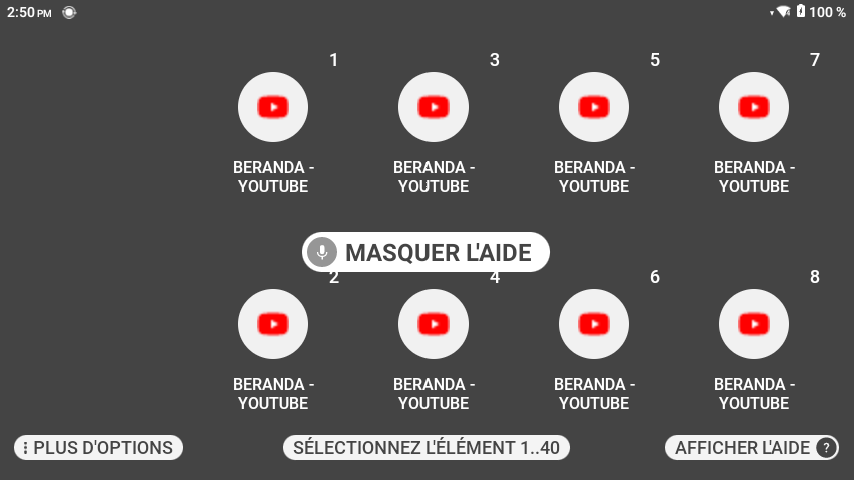 2:50 PM
100 %
1
3
5
7
BERANDA -
YOUTUBE
BERANDA -
YOUTUBE
BERANDA -
YOUTUBE
BERANDA -
YOUTUBE
MASQUER L'AIDE
2
4
6
8
BERANDA -
YOUTUBE
BERANDA -
YOUTUBE
BERANDA -
YOUTUBE
BERANDA -
YOUTUBE
PLUS D'OPTIONS
SÉLECTIONNEZ L'ÉLÉMENT 1..40
AFFICHER L'AIDE ?